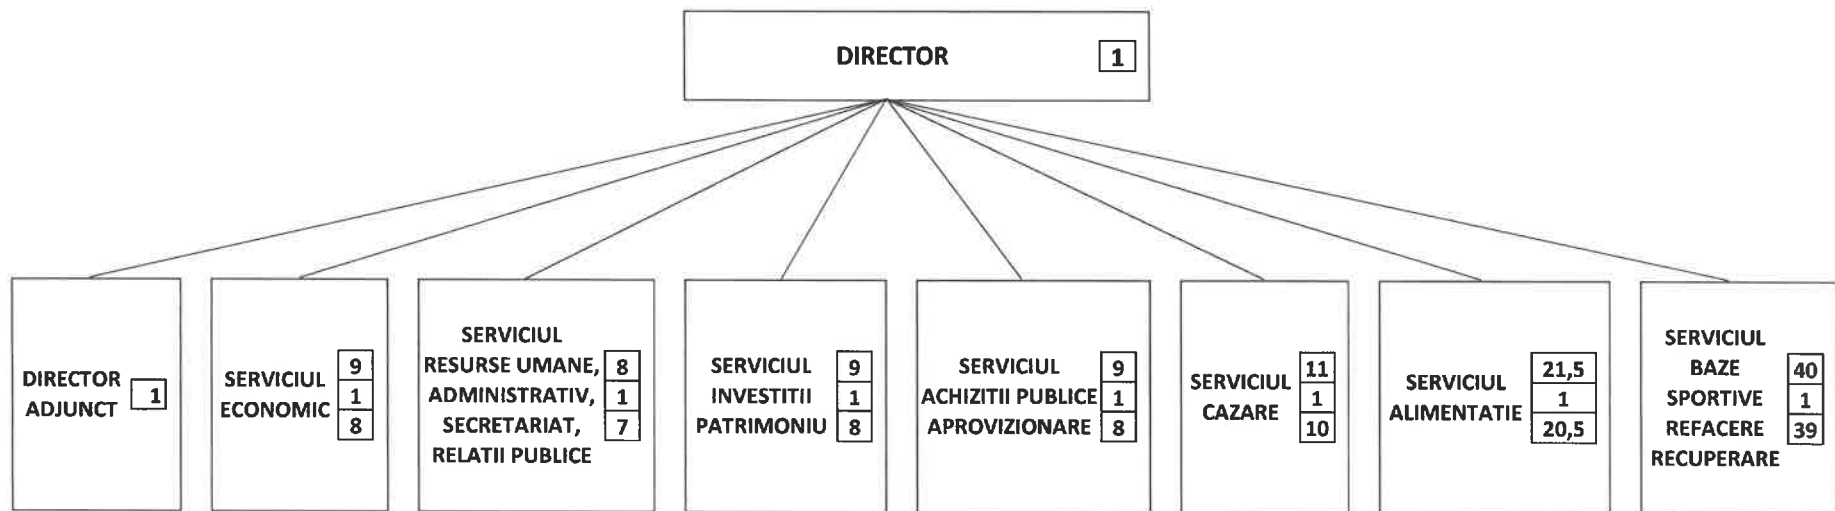 DIRECTOR 1
DIRECTOR
ADJUNCT
1
SERVICIUL
ECONOMIC
9
1
8
SERVICIUL
RESURSE UMANE,
ADMINISTRATIV,
SECRETARIAT,
RELATII PUBLICE
8
1
7
SERVICIUL
INVESTITII
PATRIMONIU
9
1
8
SERVICIUL
ACHIZITII PUBLICE
APROVIZIONARE
9
1
8
SERVICIUL
CAZARE
11
1
10
SERVICIUL
ALIMENTATIE
21,5
1
20,5
SERVICIUL
BAZE
SPORTIVE
REFACERE
RECUPERARE
40
1
39